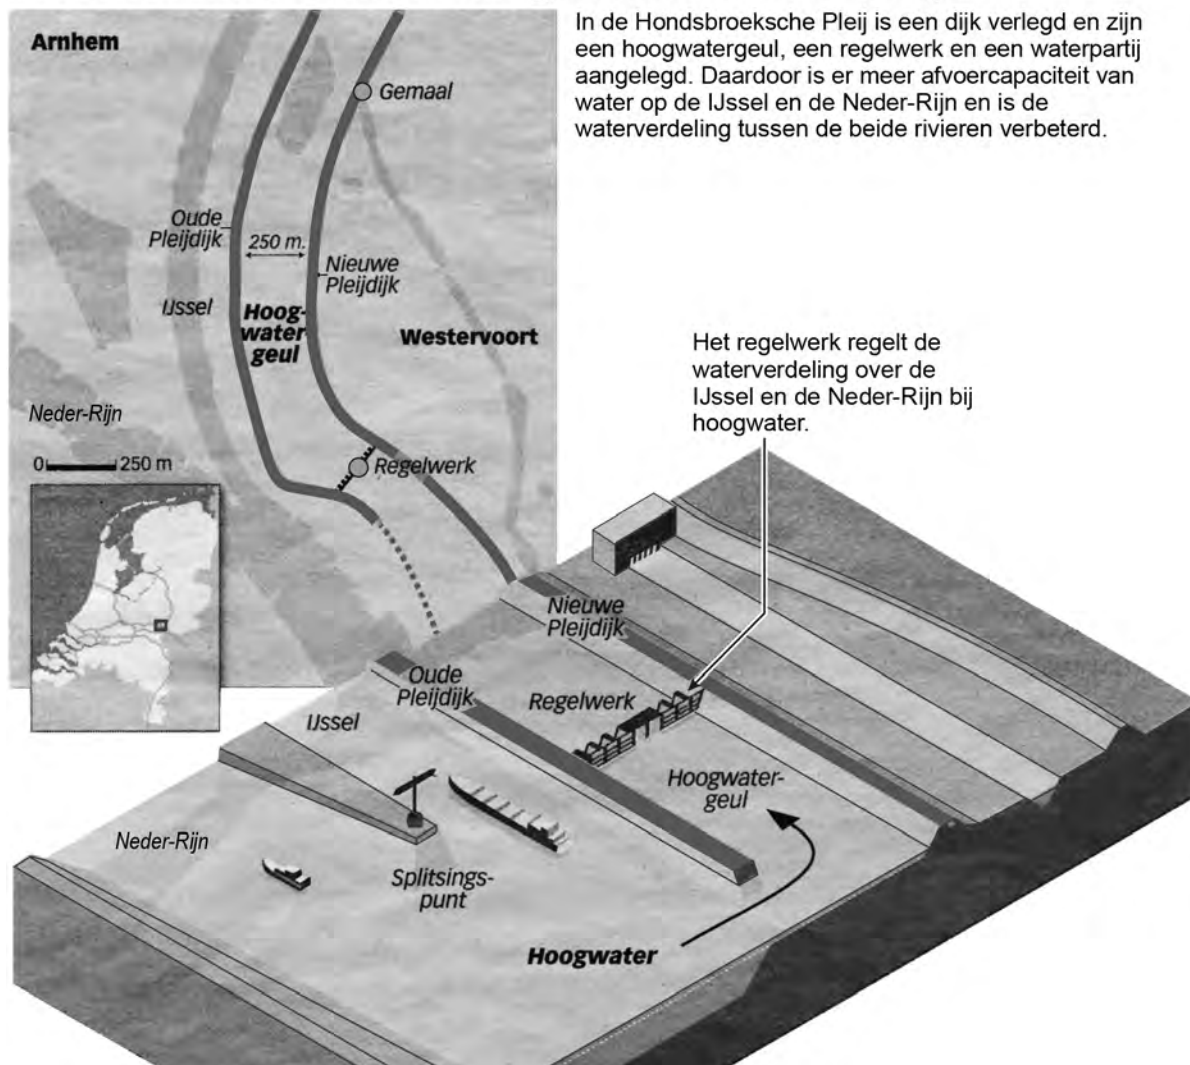 In de Hondsbroeksche Pleij is een dijk verlegd en zijn
een hoogwatergeul, een regelwerk en een waterpartij
aangelegd. Daardoor is er meer afvoercapaciteit van
water op de IJssel en de Neder-Rijn en is de
waterverdeling tussen de beide rivieren verbeterd.
Arnhem
Gemaal
Oude
Pleijdijk
250 m.
Nieuwe
Pleijdijk
IJssel
Hoog-
water
geul
Westervoort
Neder-Rijn
0 250 m
Regelwerk
Het regelwerk regelt de
waterverdeling over de
IJssel en de Neder-Rijn bij
hoogwater.
Nieuwe
Pleijdijk
Oude
Pleijdijk
Regelwerk
IJssel
Hoogwater-
geul
Neder-Rijn
Splitsings-
punt
Hoogwater